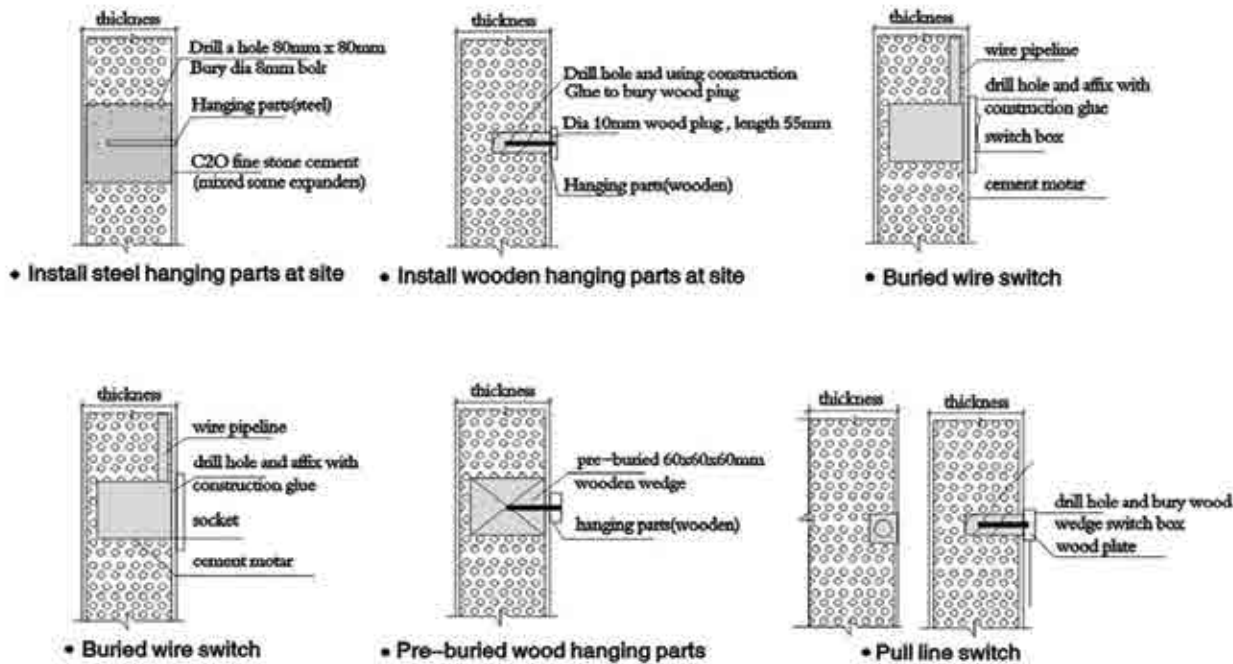 thickness
Drill a hole 80mm x 80mm
Bury dia 8mm bolt
Hanging parts(steel)
C2O fine stone cement
(mixed some expanders)
• Install steel hanging parts at site
thickness
Drill hole and using construction
Glue to bury wood plug
Dia 10mm wood plug , length 55mm
Hanging parts(wooden)
• Install wooden hanging parts at site
thickness
wire pipeline
drill hole and affix with
construction glue
switch box
cement motar
• Buried wire switch
thickness
wire pipeline
drill hole and affix with
construction glue
socket
cement motar
• Buried wire switch
thickness
pre-buried 60x60x60mm
wooden wedge
hanging parts(wooden)
• Pre-buried wood hanging parts
thickness
thickness
drill hole and bury wood
wedge switch box
wood plate
• Pull line switch